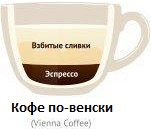 Взбитые сливки
Эспрессо
Кофе по-венски
(Vienna Coffee)